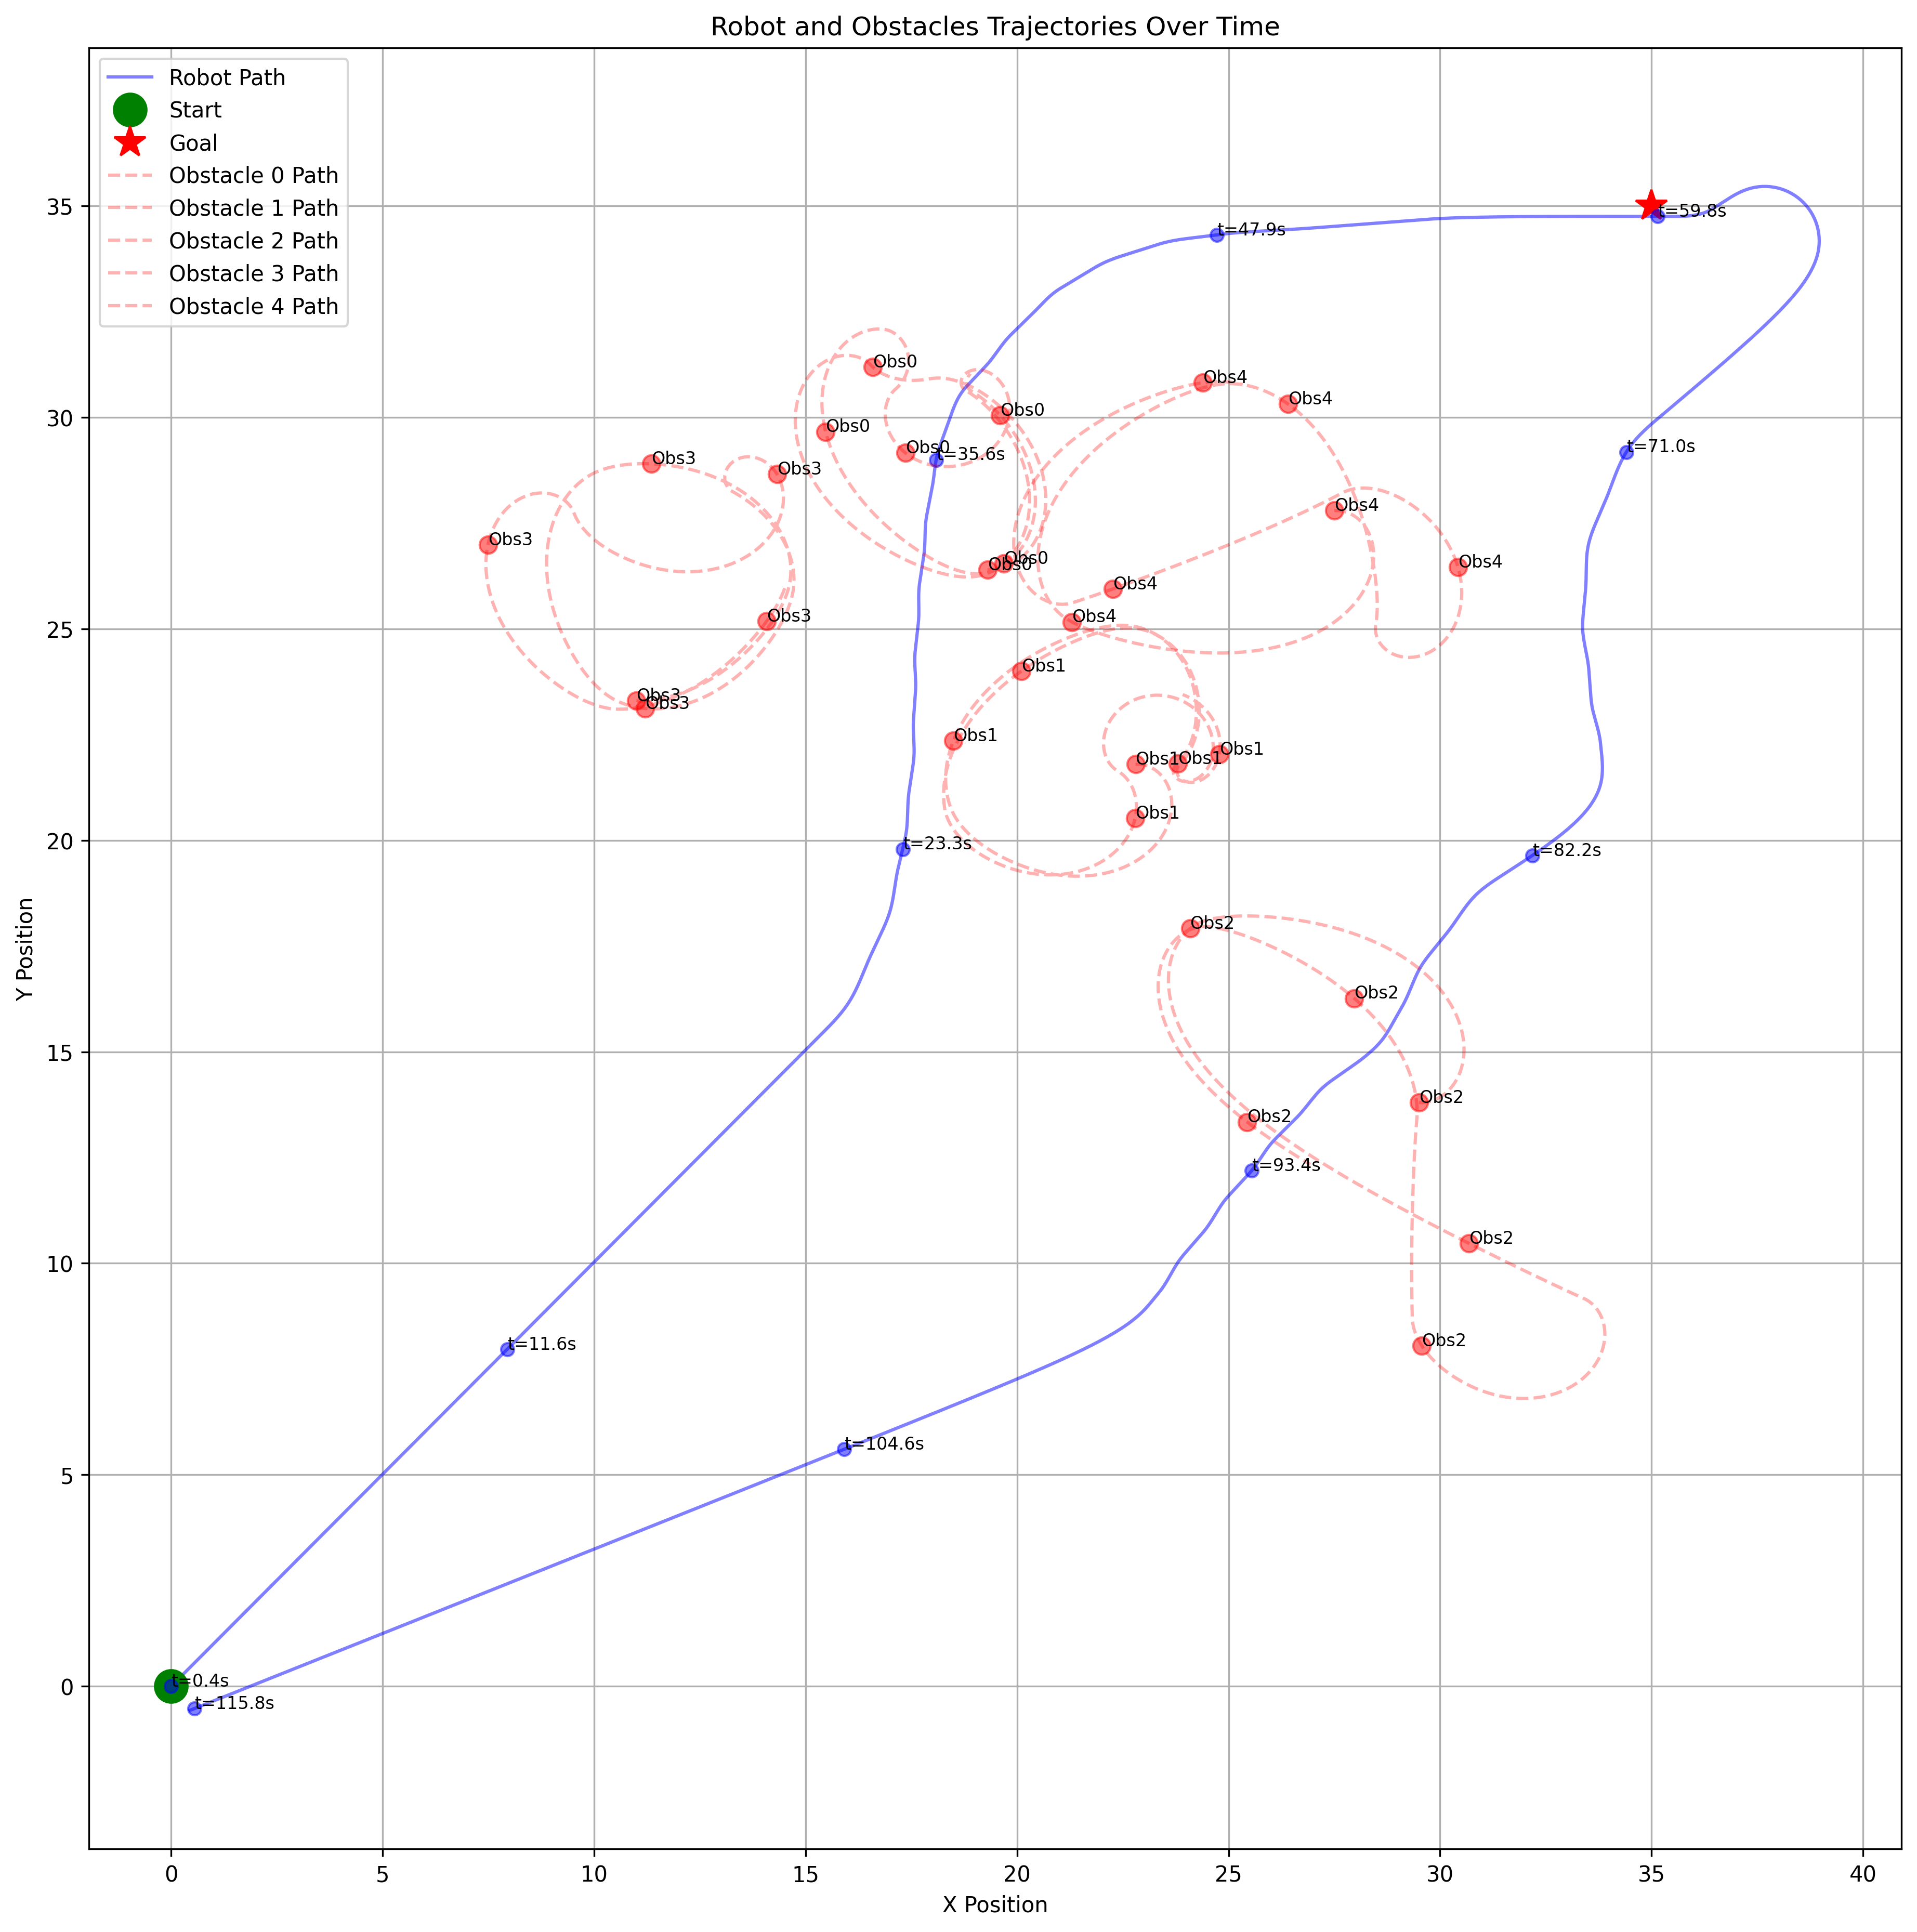 Robot and Obstacles Trajectories Over Time
Robot Path
Start
Goal
Obstacle 0 Path
Obstacle 1 Path
Obstacle 2 Path
Obstacle 3 Path
Obstacle 4 Path
Y Position
35
30
25
20
15
10
5
0
t=59.8s
t=47.9s
Obs0
Obs4
Obs4
Obs0
Obs0
Obs0
t=35.6s
t=71.0s
Obs3
Obs3
Obs4
Obs3
Obs0
Obs0
Obs4
Obs4
Obs3
Obs4
Obs1
Obs3
Obs3
Obs1
Obs1
Obs1
Obs1
Obs1
t=23.3s
t=82.2s
Obs2
Obs2
Obs2
Obs2
t=93.4s
Obs2
t=11.6s
Obs2
t=104.6s
t=0.4s
t=115.8s
0
5
10
15
20
25
30
35
40
X Position